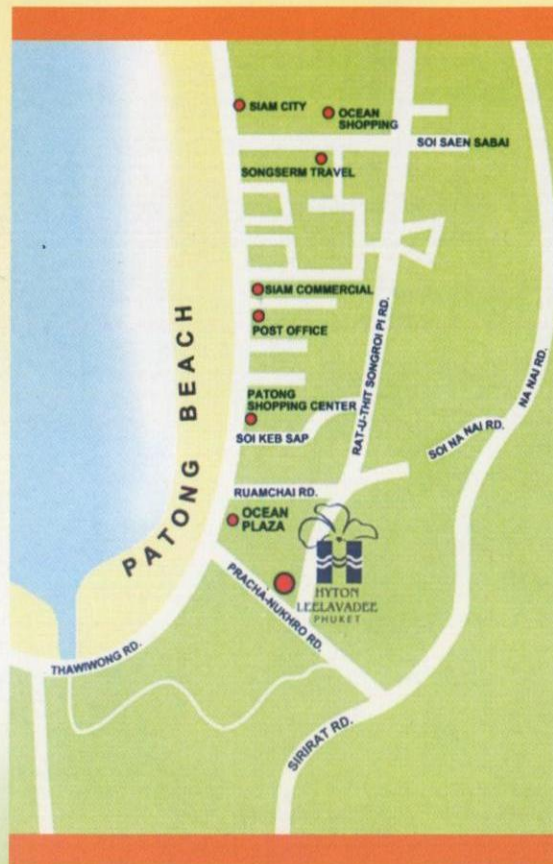 SIAM CITY
OCEAN
SHOPPING
SOI SAEN SABAI
SONGSERM TRAVEL
SIAM COMMERCIAL
POST OFFICE
PATONG BEACH
RAT-U-THIT SONGROI PI RD.
NA NAI RD.
PATONG
SHOPPING CENTER
SOI KEB SAP
SOI NA NAI RD.
RUAMCHAI RD.
OCEAN
PLAZA
H
HYTON
LEELAVADEE
PHUKET
PRACHA-NUKHRO RD.
THAWIWONG RD.
SIRIRAT RD.